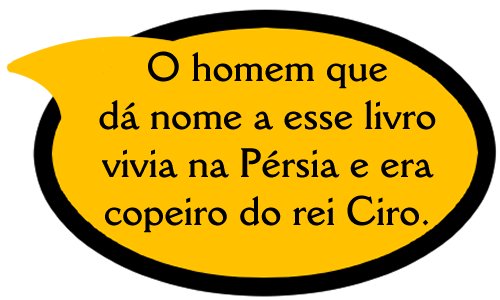 O homem que
dá nome a esse livro
vivia na Pérsia e era
copeiro do rei Ciro.